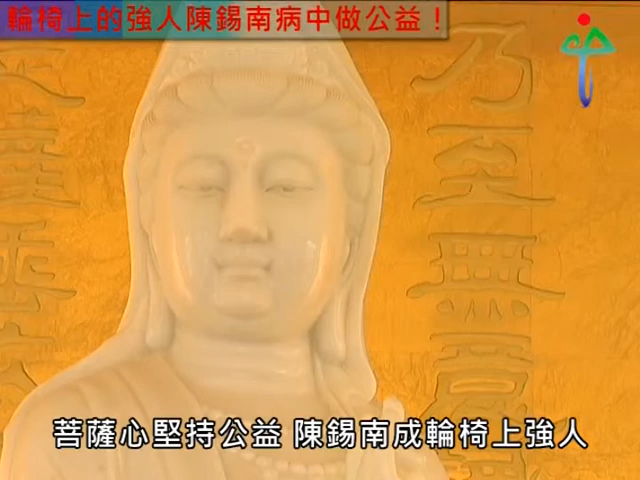 輪椅上的強人陳錫南病中做公益！
乃至無意
菩薩心堅持公益 陳錫南成輪椅上強人